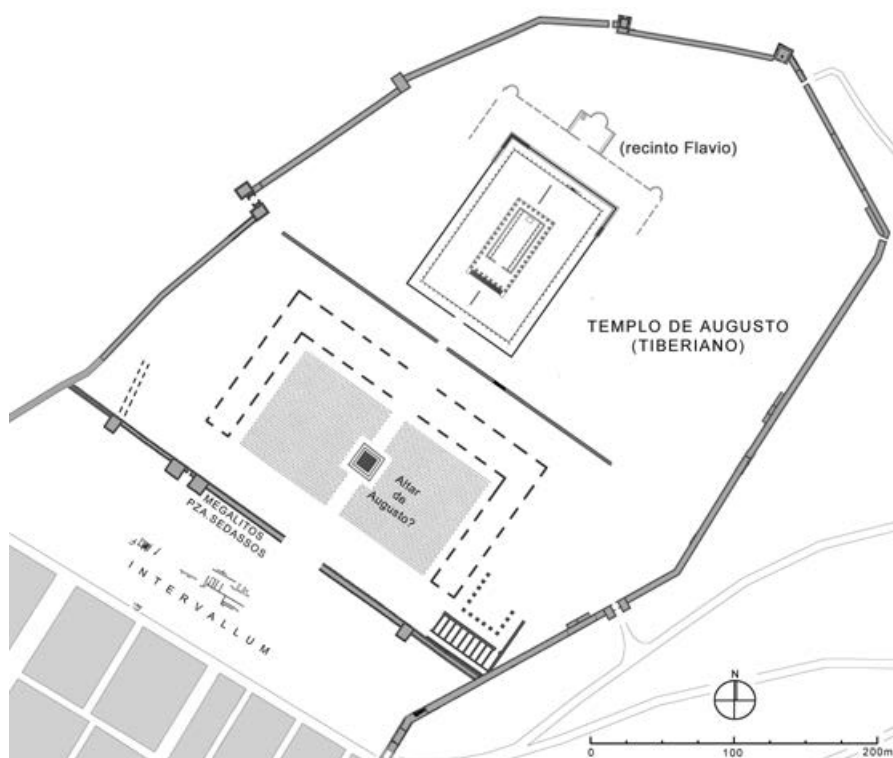 (recinto Flavio)
TEMPLO DE AUGUSTO
(TIBERIANO)
Altar
de
Augusto?
MEGALITOS
PZA.SEDASSOS
INTERVALLUM
N
0 100 200m